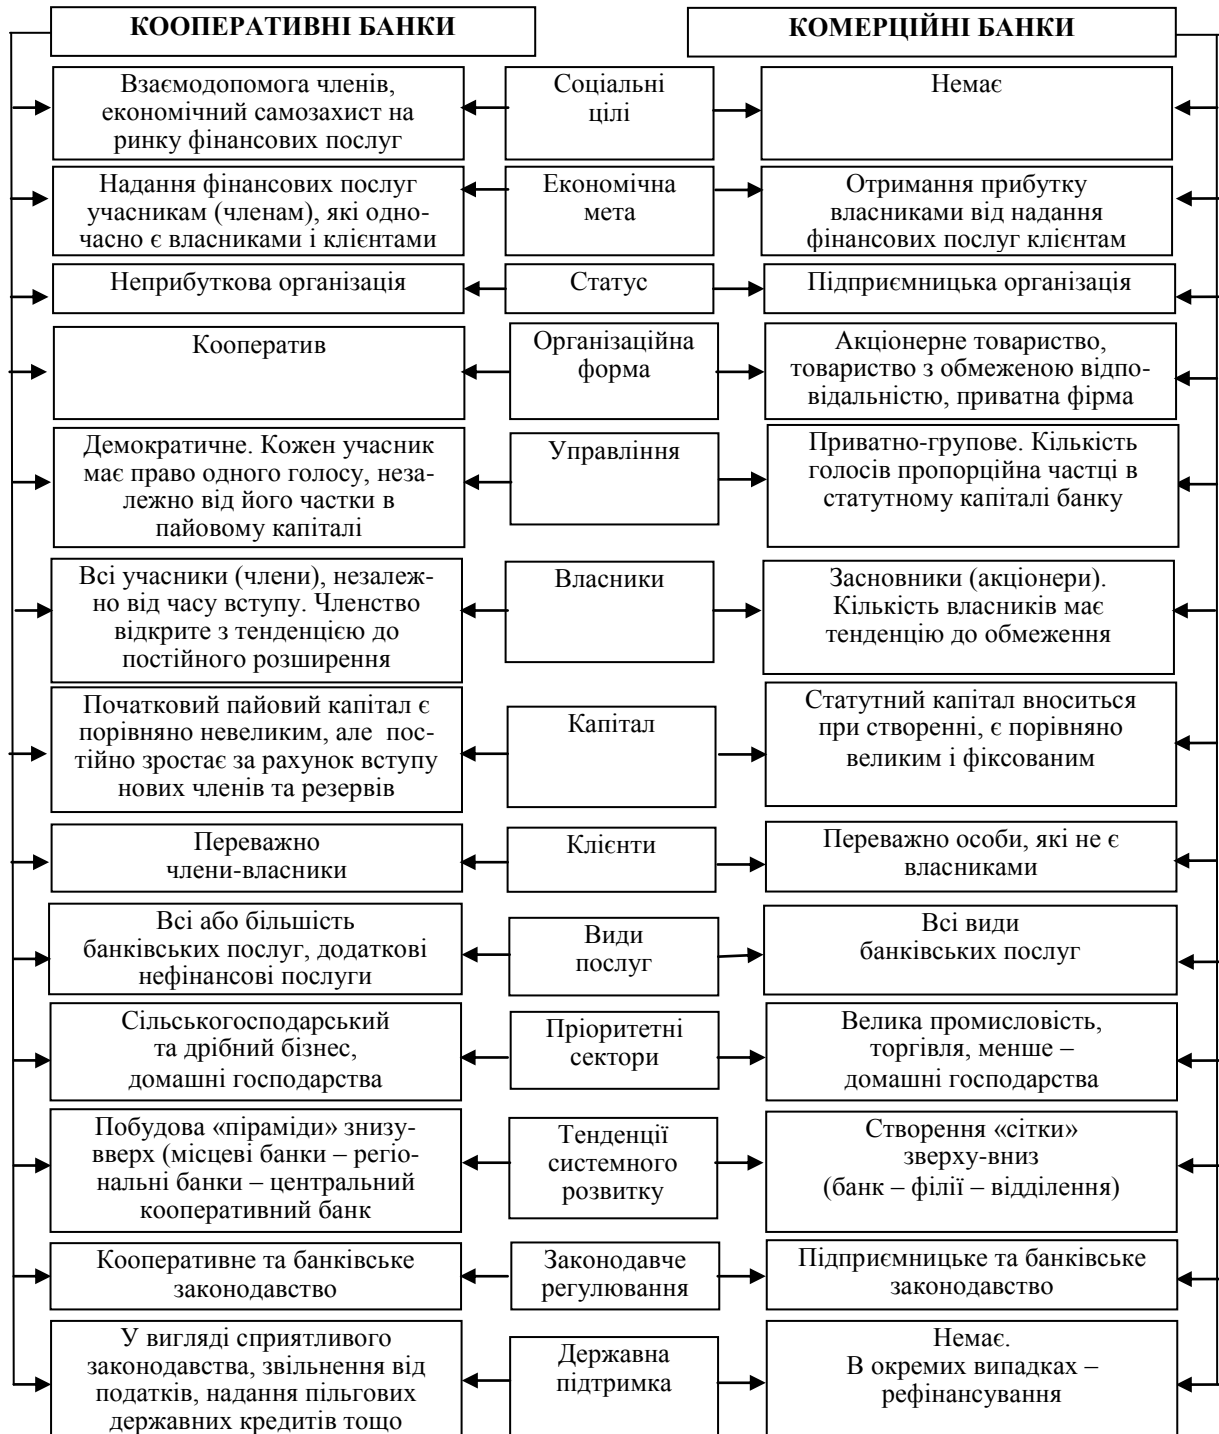 КООПЕРАТИВНІ БАНКИ
КОМЕРЦІЙНІ БАНКИ
Взаємодопомога членів,
економічний самозахист на
ринку фінансових послуг
Соціальні
цілі
Немає
Надання фінансових послуг
учасникам (членам), які одно-
часно є власниками і клієнтами
Економічна
мета
Отримання прибутку
власниками від надання
фінансових послуг клієнтам
Неприбуткова організація
Статус
Підприємницька організація
Кооператив
Організаційна
форма
Акціонерне товариство,
товариство з обмеженою відпо-
відальністю, приватна фірма
Демократичне. Кожен учасник
має право одного голосу, неза-
лежно від його частки в
пайовому капіталі
Управління
Приватно-групове. Кількість
голосів пропорційна частці в
статутному капіталі банку
Всі учасники (члени), незалеж-
но від часу вступу. Членство
відкрите з тенденцією до
постійного розширення
Власники
Засновники (акціонери).
Кількість власників має
тенденцію до обмеження
Початковий пайовий капітал є
порівняно невеликим, але пос-
тійно зростає за рахунок вступу
нових членів та резервів
Капітал
Статутний капітал вноситься
при створенні, є порівняно
великим і фіксованим
Переважно
члени-власники
Клієнти
Переважно особи, які не є
власниками
Всі або більшість
банківських послуг, додаткові
нефінансові послуги
Види
послуг
Всі види
банківських послуг
Сільськогосподарський
та дрібний бізнес,
домашні господарства
Пріоритетні
сектори
Велика промисловість,
торгівля, менше –
домашні господарства
Побудова «піраміди» знизу-
вверх (місцеві банки – регіо-
нальні банки – центральний
кооперативний банк
Тенденції
системного
розвитку
Створення «сітки»
зверху-вниз
(банк – філії – відділення)
Кооперативне та банківське
законодавство
Законодавче
регулювання
Підприємницьке та банківське
законодавство
У вигляді сприятливого
законодавства, звільнення від
податків, надання пільгових
державних кредитів тощо
Державна
підтримка
Немає.
В окремих випадках –
рефінансування